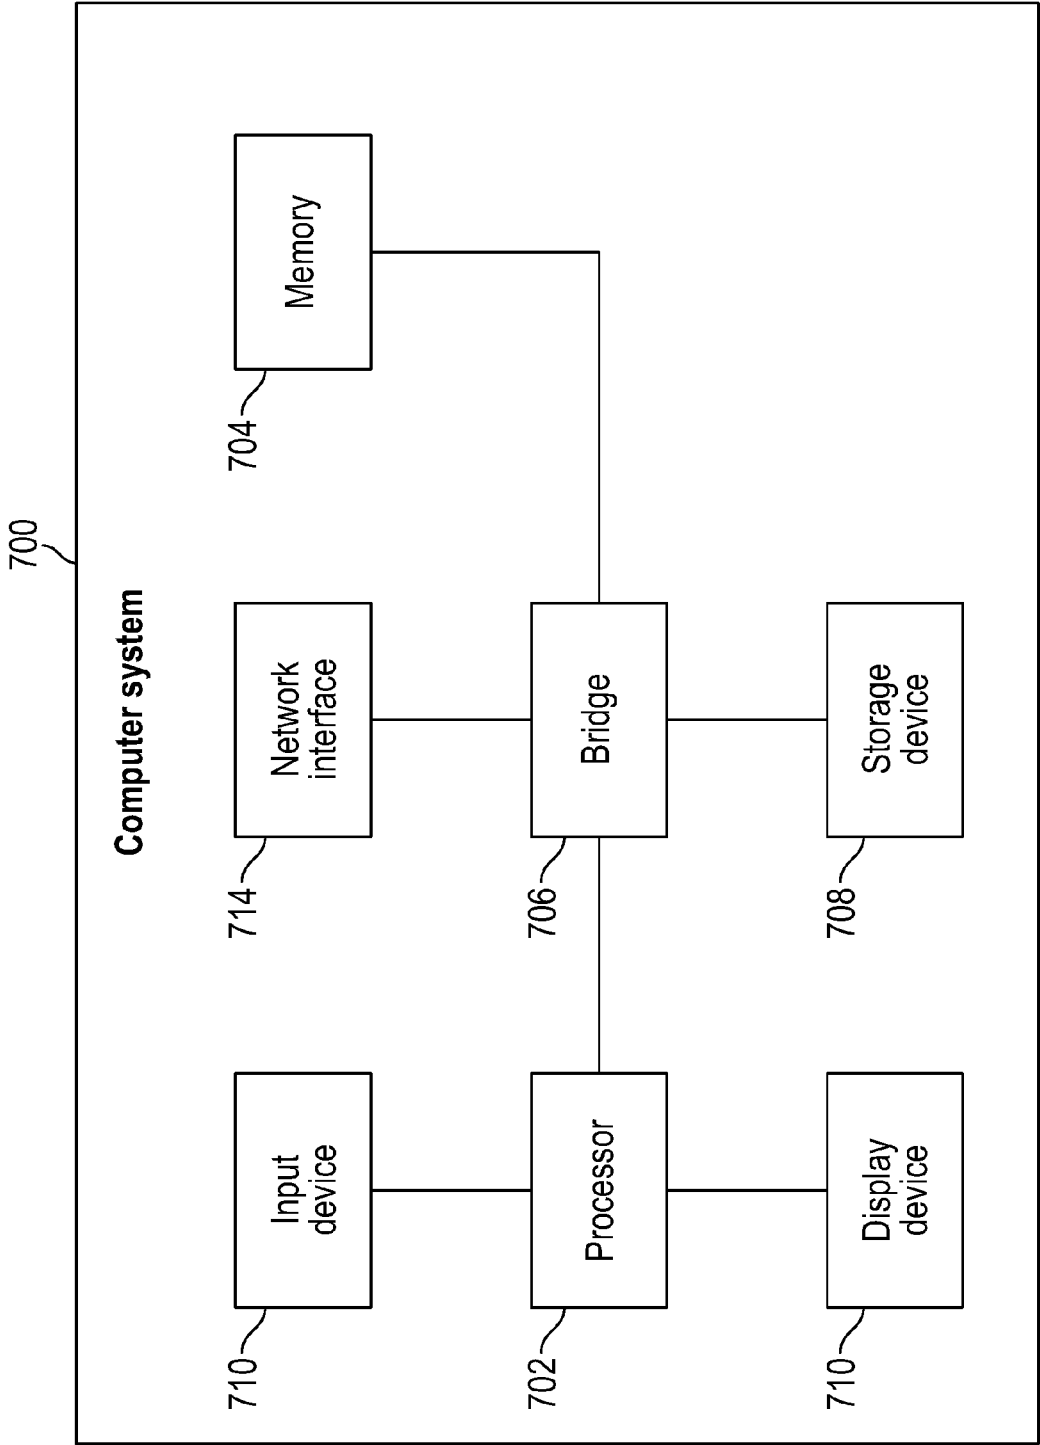 700
Computer system
710
Input
device
714
Network
interface
704
Memory
702
Processor
706
Bridge
710
Display
device
708
Storage
device